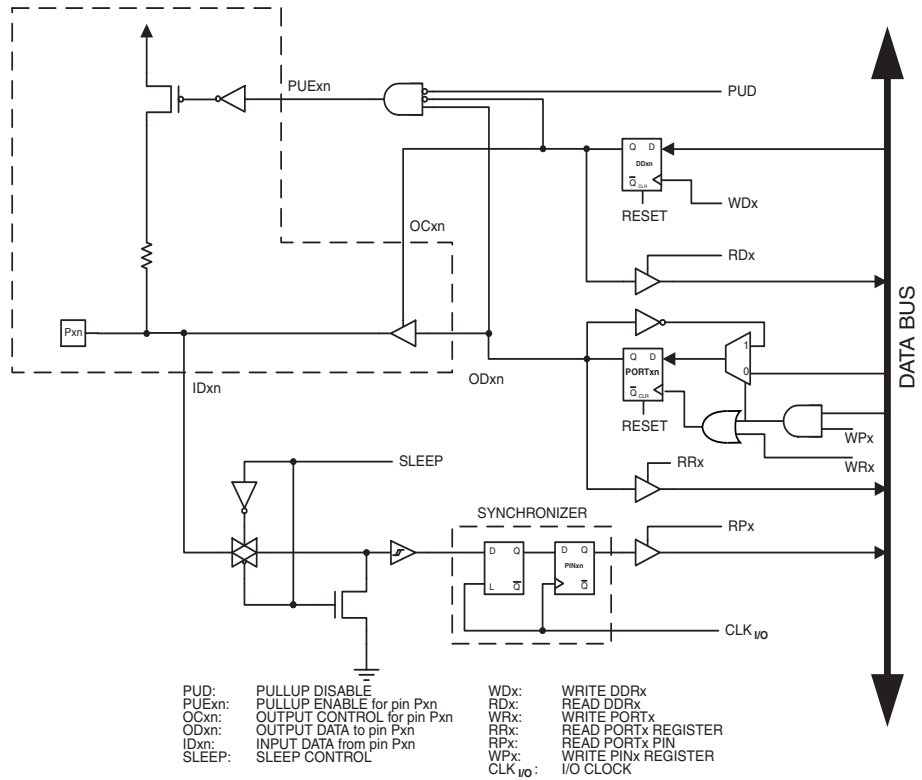 PUExn
PUD
Q D
DDxn
Q CLR
WDx
RESET
OCxn
RDx
DATA BUS
Pxn
1
Q D
PORTxn
0
ODxn
IDxn
Q CLR
RESET
WPx
WRx
SLEEP
RRx
SYNCHRONIZER
RPx
D Q
D Q
PINxn
L Q
Q
CLK I/O
PUD: PULLUP DISABLE
PUExn: PULLUP ENABLE for pin Pxn
OCxn: OUTPUT CONTROL for pin Pxn
ODxn: OUTPUT DATA to pin Pxn
IDxn: INPUT DATA from pin Pxn
SLEEP: SLEEP CONTROL
WDx: WRITE DDRx
RDx: READ DDRx
WRx: WRITE PORTx
RRx: READ PORTx REGISTER
RPx: READ PORTx PIN
WPx: WRITE PINx REGISTER
CLK I/O: I/O CLOCK